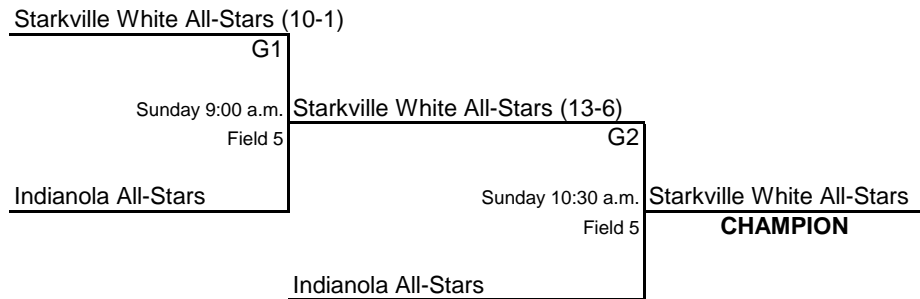 Starkville White All-Stars (10-1)
G1
Sunday 9:00 a.m.
Starkville White All-Stars (13-6)
Field 5
G2
Indianola All-Stars
Sunday 10:30 a.m.
Starkville White All-Stars
Field 5
CHAMPION
Indianola All-Stars